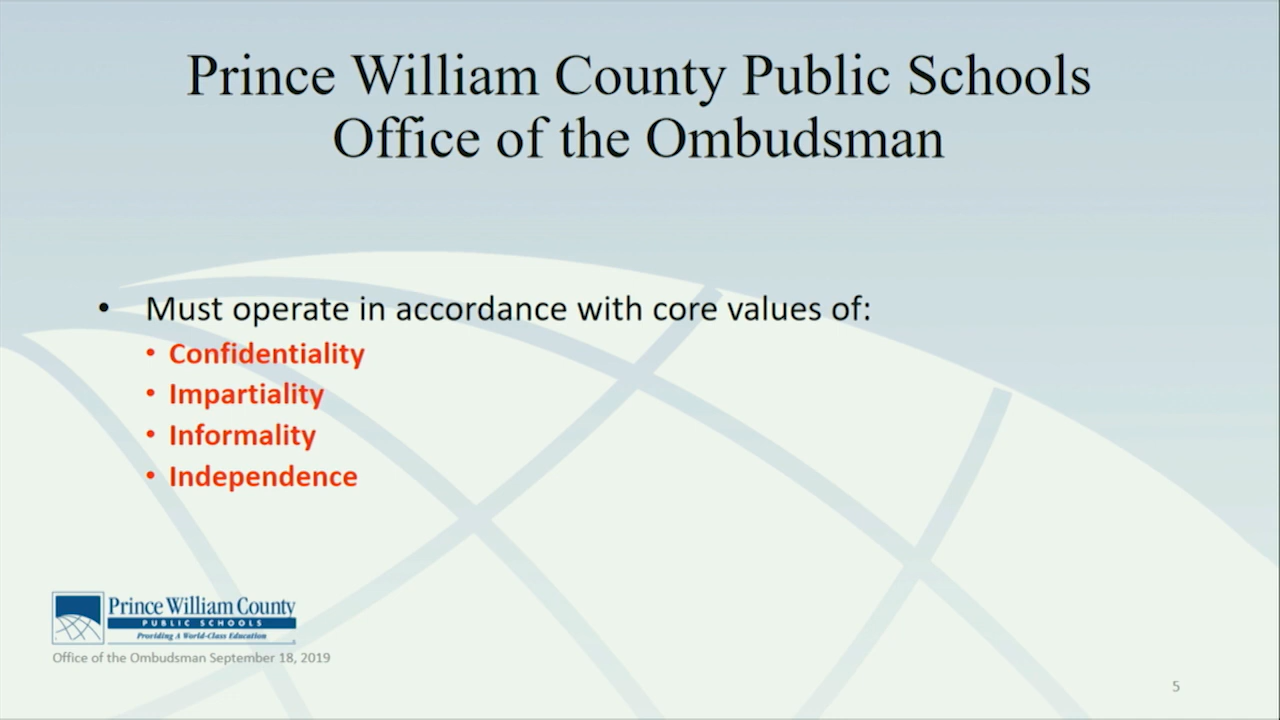 Prince William County Public Schools
Office of the Ombudsman
• Must operate in accordance with core values of:
• Confidentiality
• Impartiality
• Informality
• Independence
Prince William County
PUBLIC SCHOOLS
Providing A World-Class Education
Office of the Ombudsman September 18, 2019
5